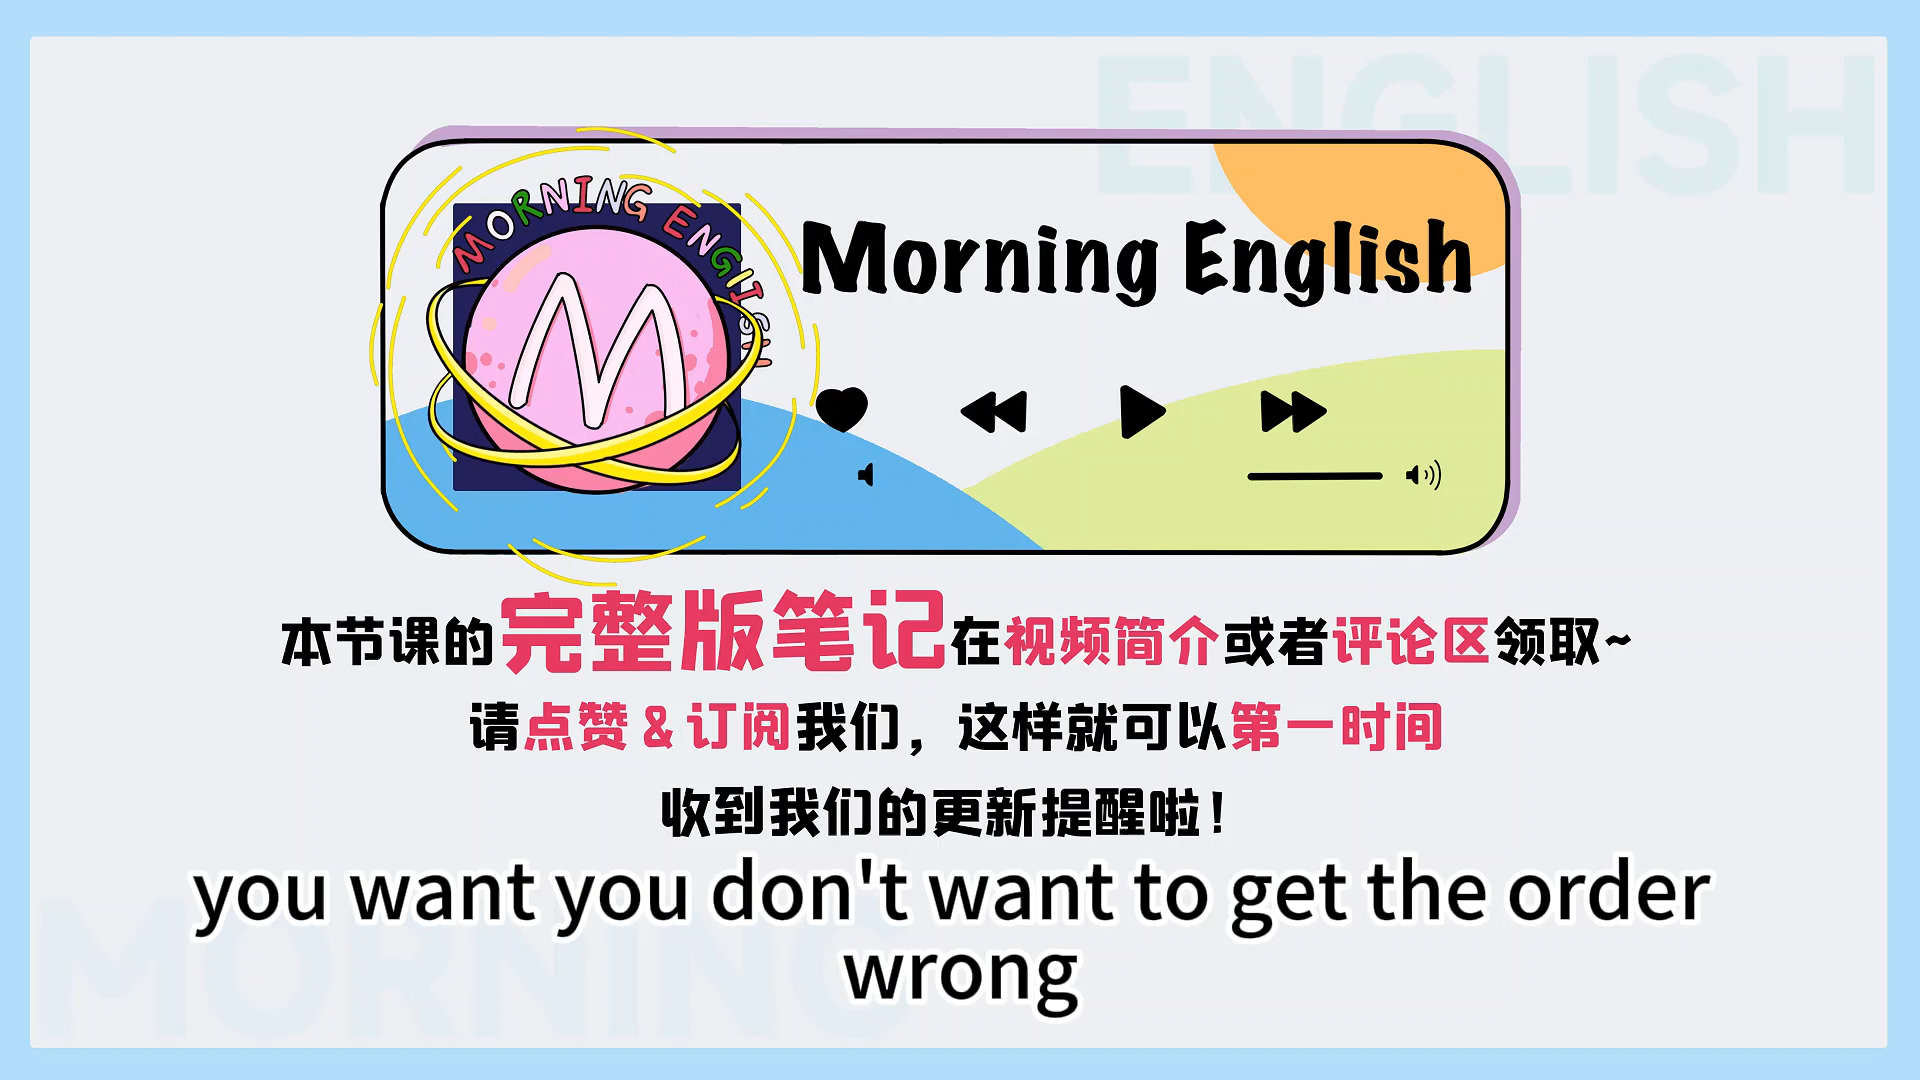 ENGLISH
MORNING ENGLISH
M
Morning English
本节课的完整版笔记在视频简介或者评论区领取~
请点赞&订阅我们，这样就可以第一时间
收到我们的更新提醒啦！
you want you don't want to get the order
wrong
MORNING